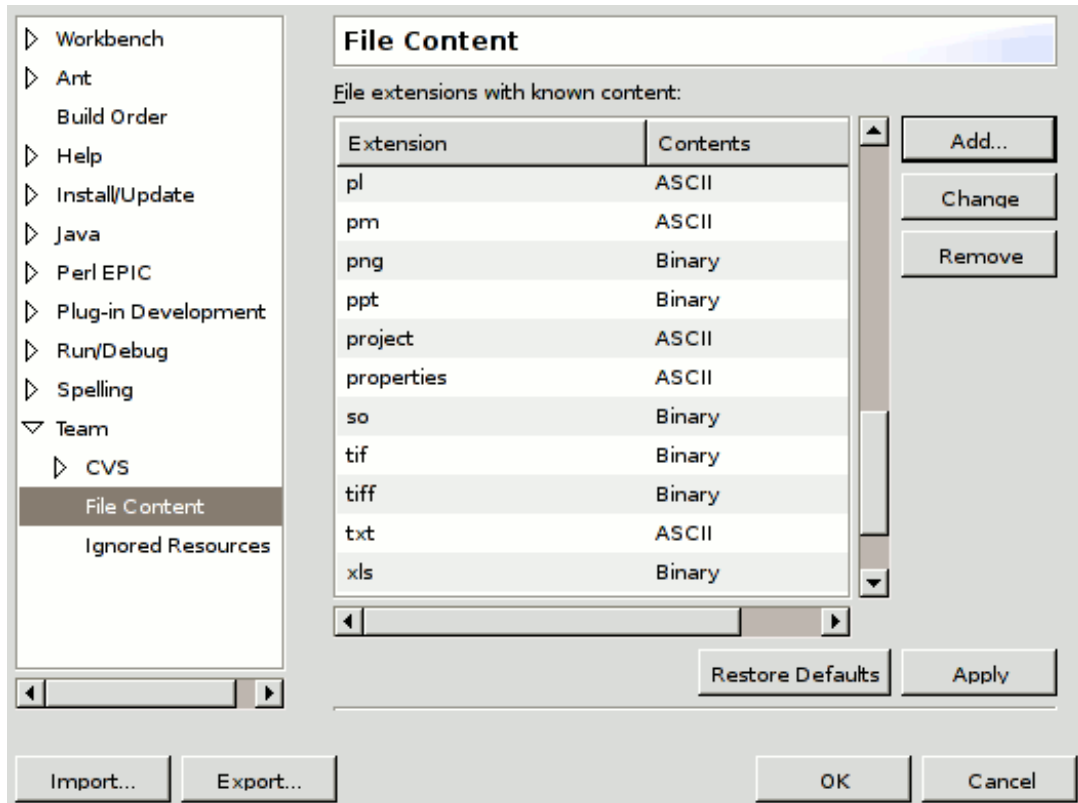 Workbench
Ant
Build Order
Help
Install/Update
Java
Perl EPIC
Plug-in Development
Run/Debug
Spelling
Team
CVS
File Content
Ignored Resources
File Content
File extensions with known content:
Extension Contents
pl ASCII
pm ASCII
png Binary
ppt Binary
project ASCII
properties ASCII
so Binary
tif Binary
tiff Binary
txt ASCII
xls Binary
Add...
Change
Remove
Restore Defaults Apply
Import... Export... OK Cancel